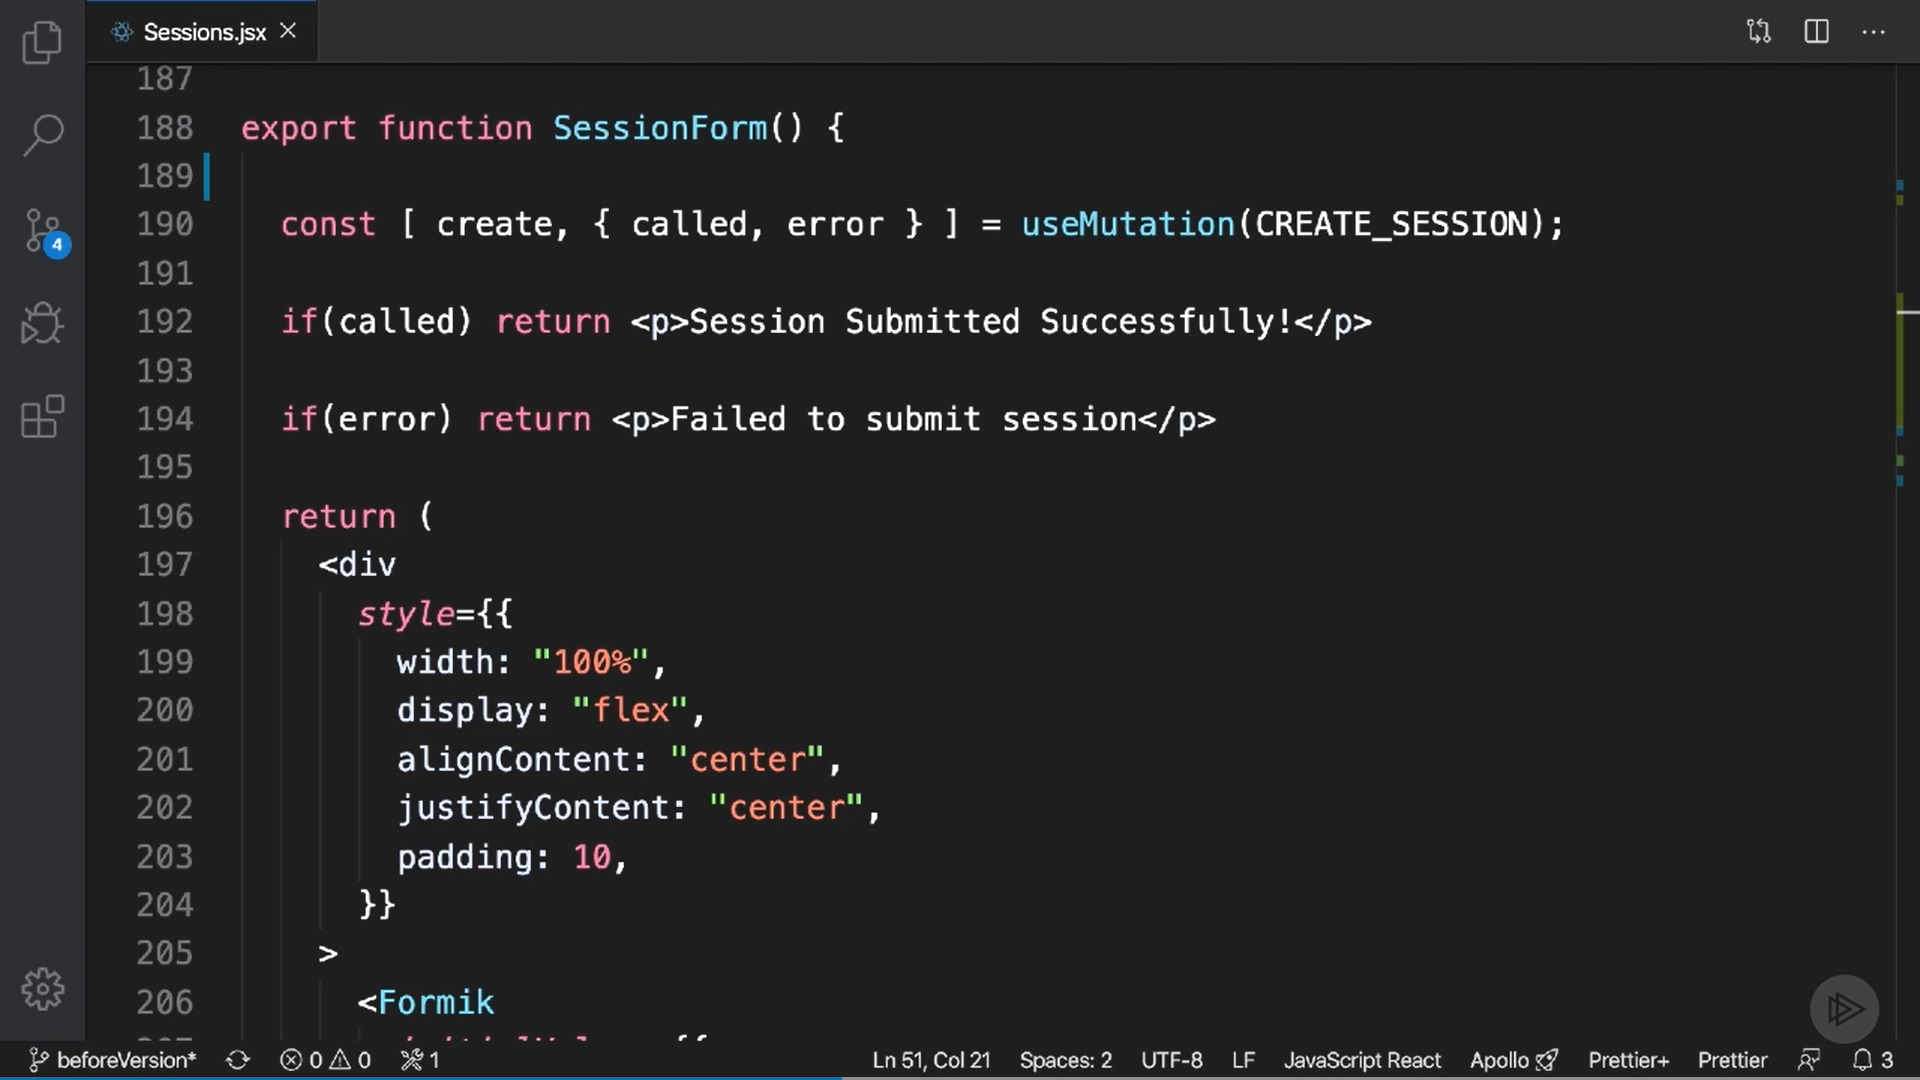 Sessions.jsx
187
188 export function SessionForm() {
189
190 const [ create, { called, error } ] = useMutation(CREATE_SESSION);
191
192 if(called) return <p>Session Submitted Successfully!</p>
193
194 if(error) return <p>Failed to submit session</p>
195
196 return (
197 <div
198 style={{
199 width: "100%",
200 display: "flex",
201 alignContent: "center",
202 justifyContent: "center",
203 padding: 10,
204 }}
205 >
206 <Formik
4
beforeVersion* 0 0 1 Ln 51, Col 21 Spaces: 2 UTF-8 LF JavaScript React Apollo Prettier+ Prettier 3